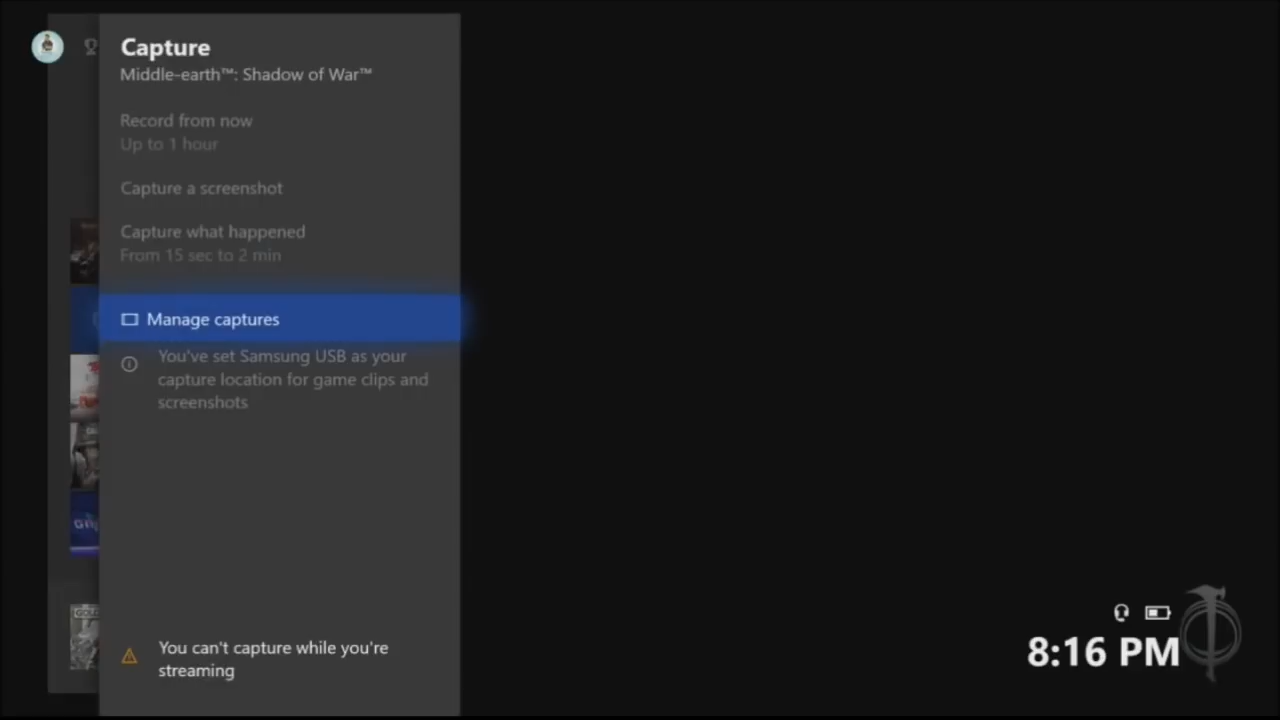 Capture
Middle-earth™: Shadow of War™
Record from now
Up to 1 hour
Capture a screenshot
Capture what happened
From 15 sec to 2 min
Manage captures
You've set Samsung USB as your
capture location for game clips and
screenshots
You can't capture while you're
streaming
8:16 PM